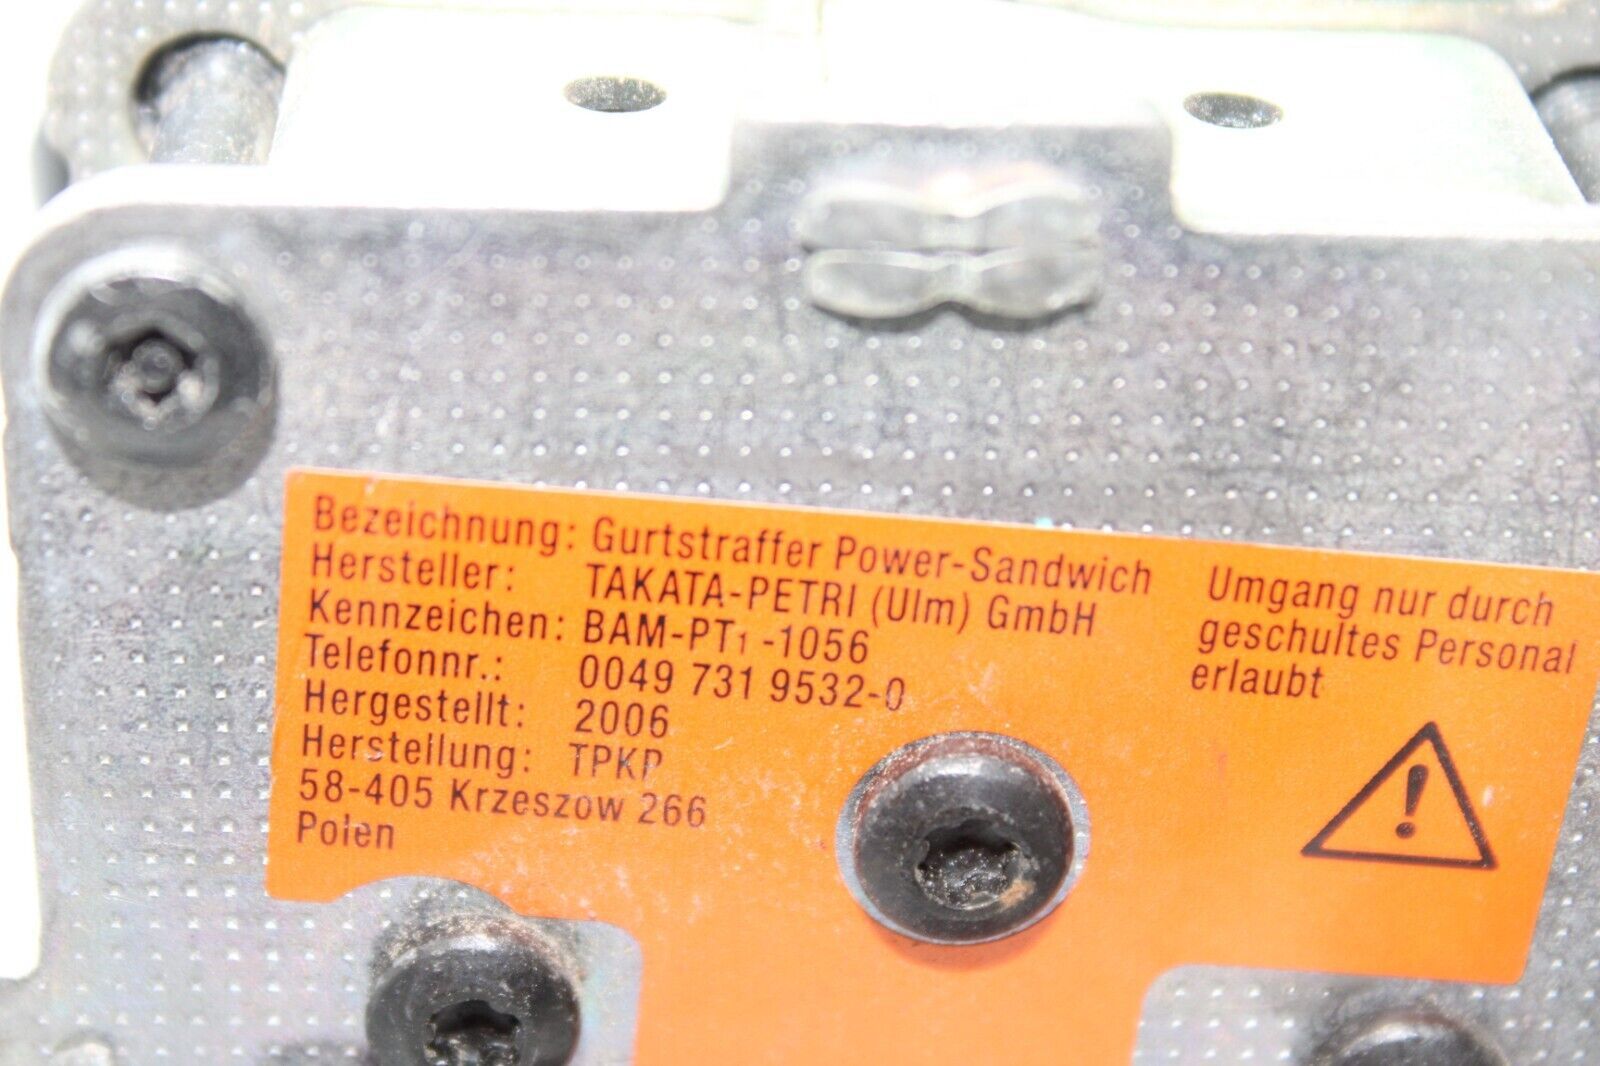 Bezeichnung: Gurtstraffer Power-Sandwich
Hersteller: TAKATA-PETRI (Ulm) GmbH
Kennzeichen: BAM-PT1-1056
Telefonnr.: 0049 731 9532-0
Hergestellt: 2006
Herstellung: TPKP
58-405 Krzeszow 266
Polen
Umgang nur durch
geschultes Personal
erlaubt